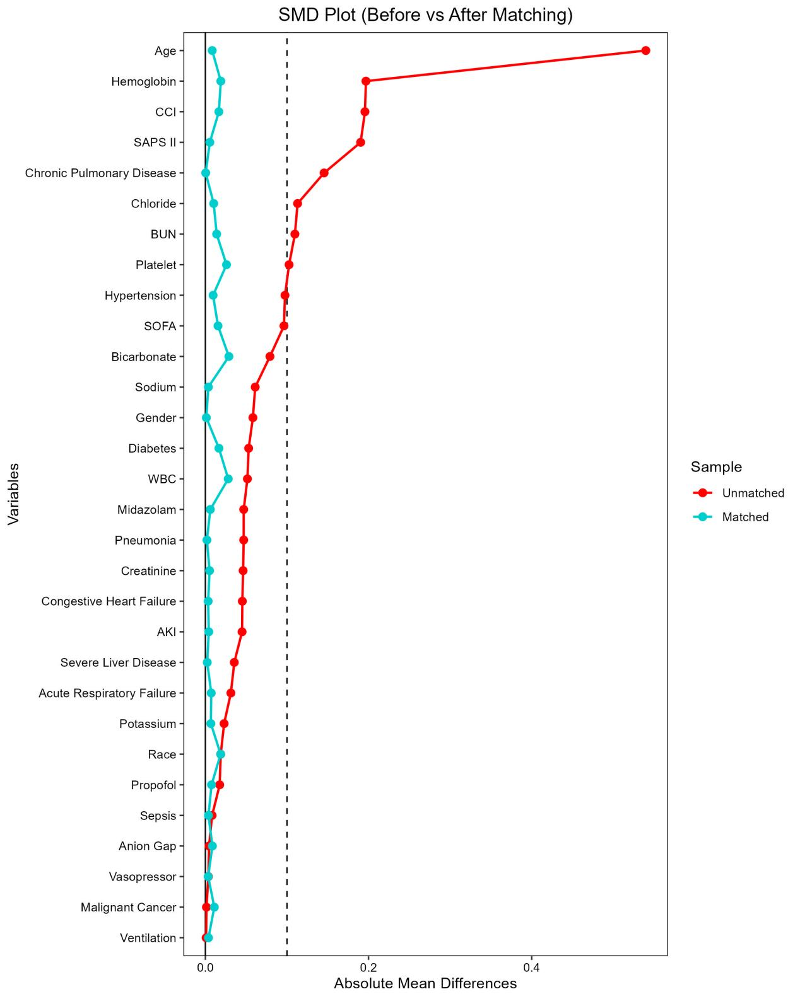 SMD Plot (Before vs After Matching)
Age
Hemoglobin
CCI
SAPS II
Chronic Pulmonary Disease
Chloride
BUN
Platelet
Hypertension
SOFA
Bicarbonate
Sodium
Gender
Diabetes
WBC
Midazolam
Pneumonia
Creatinine
Congestive Heart Failure
AKI
Severe Liver Disease
Acute Respiratory Failure
Potassium
Race
Propofol
Sepsis
Anion Gap
Vasopressor
Malignant Cancer
Ventilation
Variables
0.0 0.2 0.4
Absolute Mean Differences
Sample
Unmatched
Matched